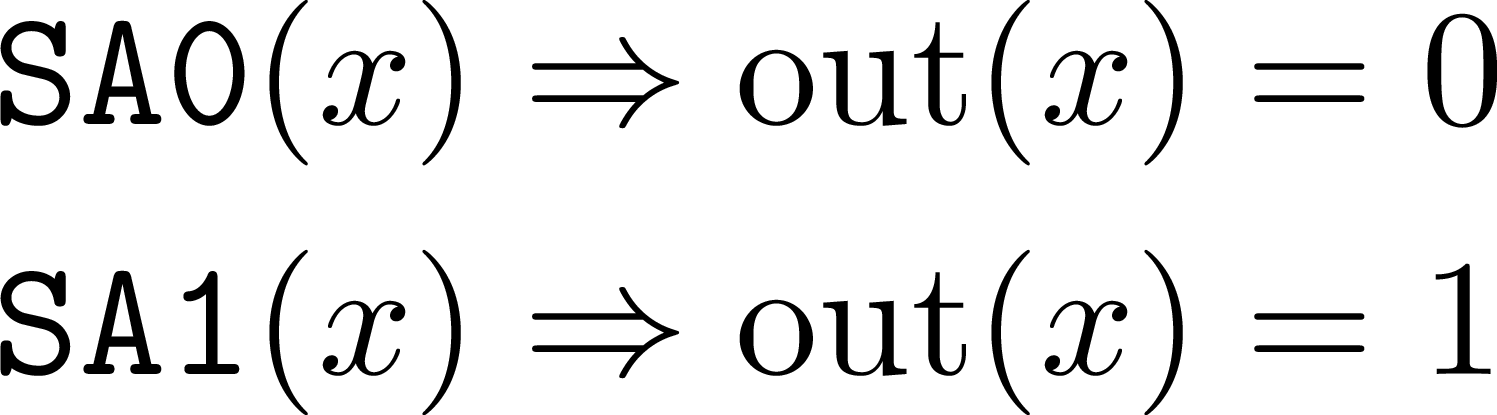 SA0(x) ⇒ out(x) = 0
SA1(x) ⇒ out(x) = 1